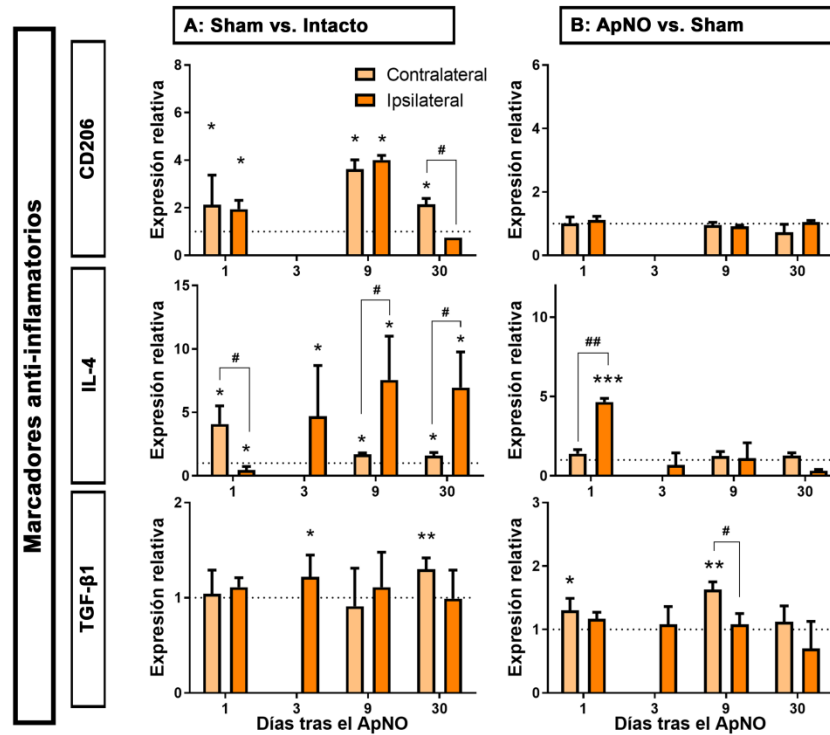 A: Sham vs. Intacto
B: ApNO vs. Sham
Marcadores anti-inflamatorios
CD206
Expresión relativa
8
6
4
2
0
* * * * * #
Contralateral
Ipsilateral
1 3 9 30
Expresión relativa
6
4
2
0
1 3 9 30
IL-4
Expresión relativa
15
10
5
0
# * * * # * * # * *
1 3 9 30
Expresión relativa
10
5
0
## ***
1 3 9 30
TGF-β1
Expresión relativa
2
1
0
* **
1 3 9 30
Días tras el ApNO
Expresión relativa
3
2
1
0
* ** #
1 3 9 30
Días tras el ApNO